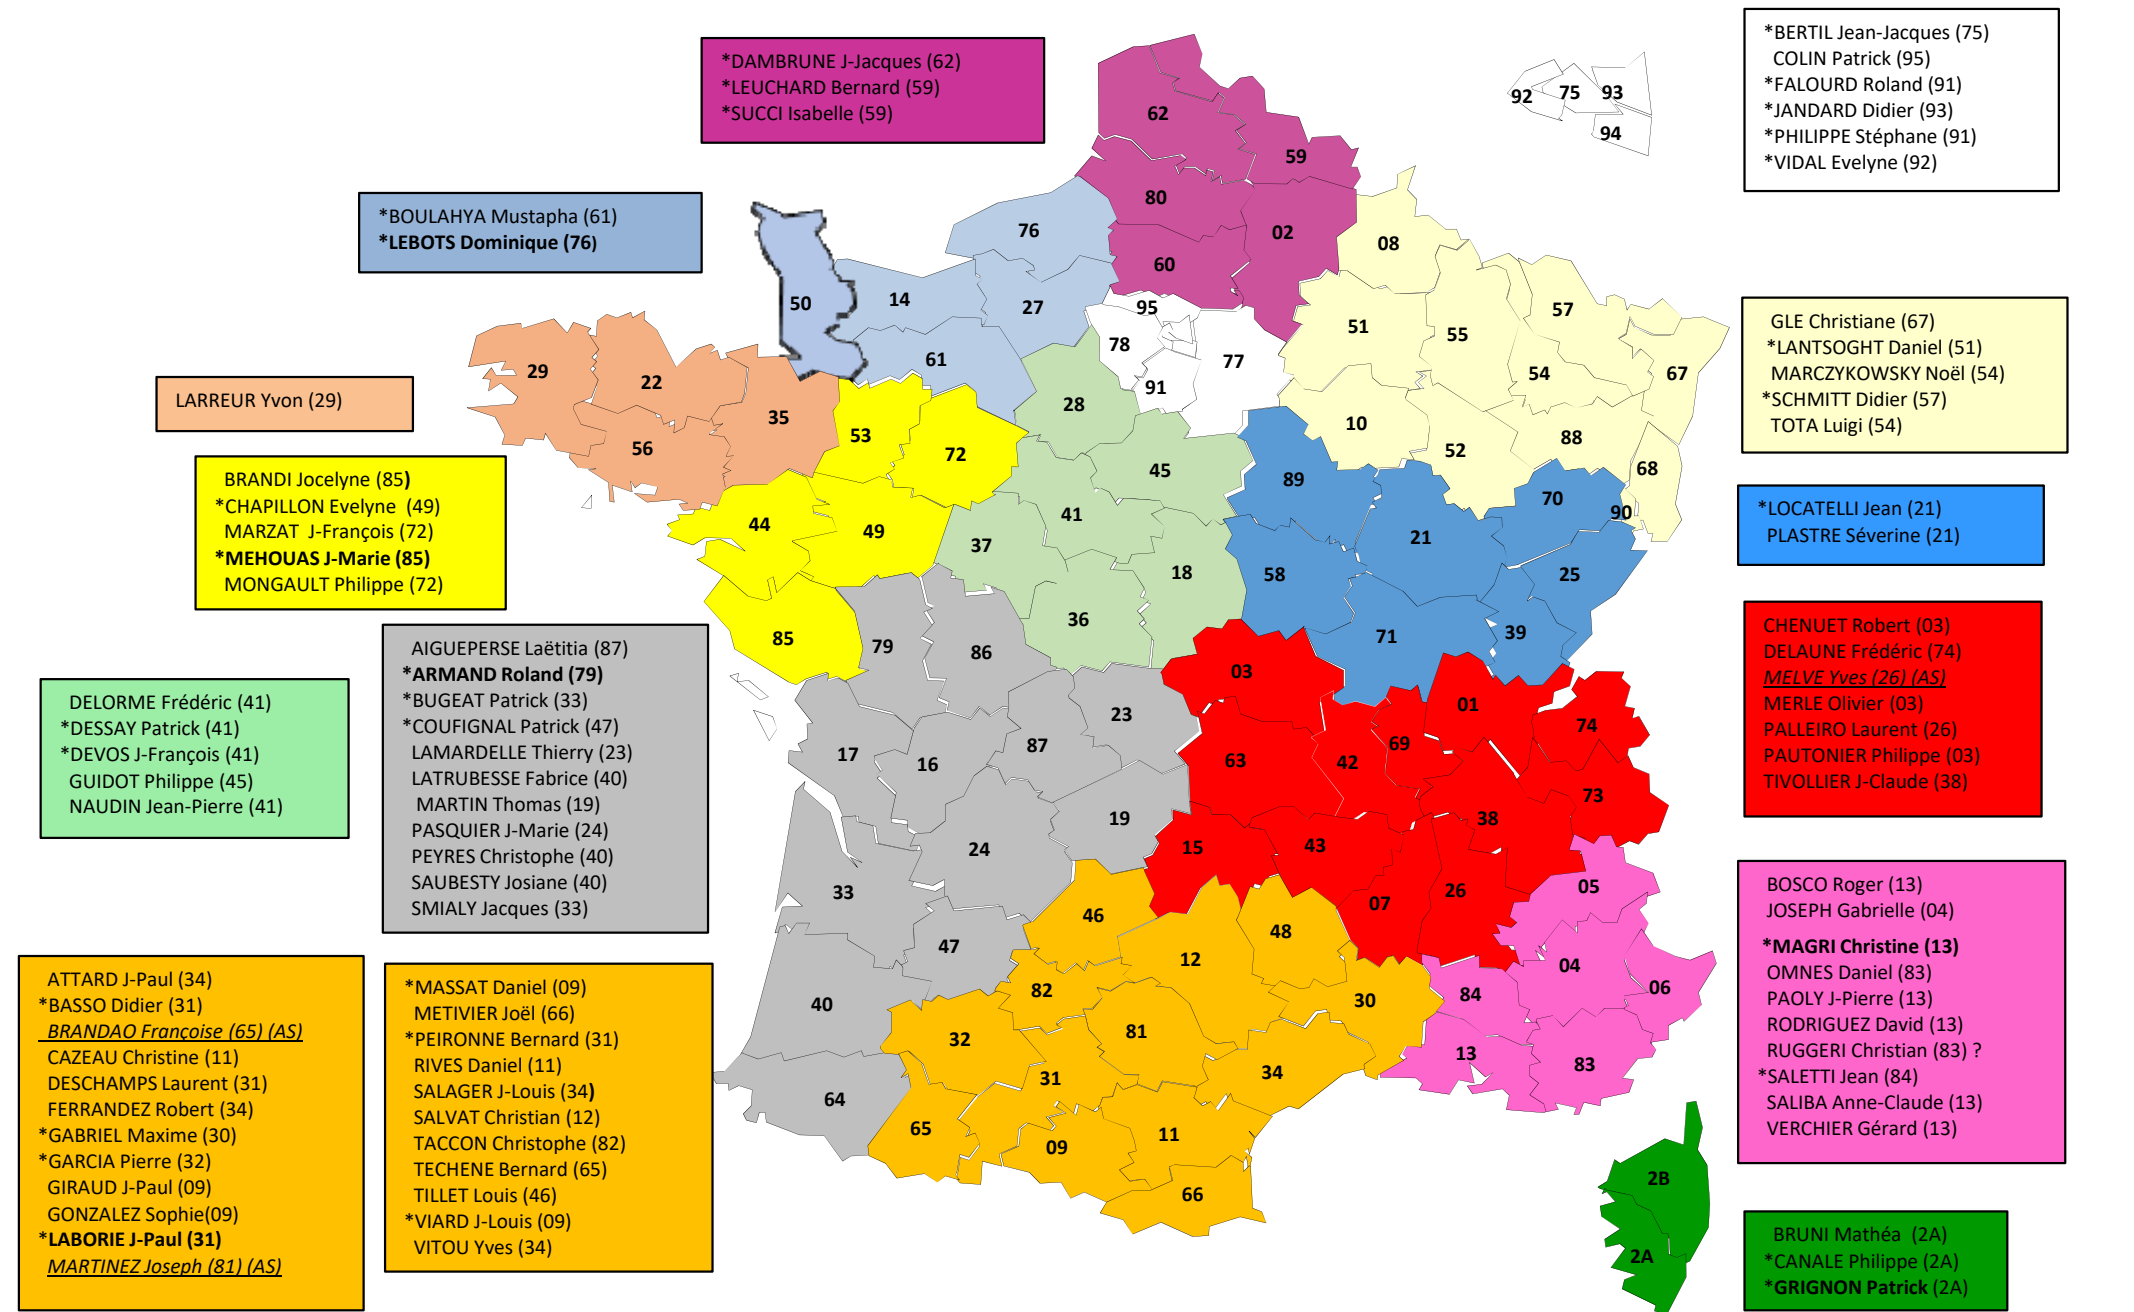 *DAMBRUNE J-Jacques (62)
*LEUCHARD Bernard (59)
*SUCCI Isabelle (59)
*BERTIL Jean-Jacques (75)
COLIN Patrick (95)
*FALOURD Roland (91)
*JANDARD Didier (93)
*PHILIPPE Stéphane (91)
*VIDAL Evelyne (92)
*BOULAHYA Mustapha (61)
*LEBOTS Dominique (76)
LARREUR Yvon (29)
BRANDI Jocelyne (85)
*CHAPILLON Evelyne (49)
MARZAT J-François (72)
*MEHOUAS J-Marie (85)
MONGAULT Philippe (72)
DELORME Frédéric (41)
*DESSAY Patrick (41)
*DEVOS J-François (41)
GUIDOT Philippe (45)
NAUDIN Jean-Pierre (41)
AIGUEPERSE Laëtitia (87)
*ARMAND Roland (79)
*BUGEAT Patrick (33)
*COUFIGNAL Patrick (47)
LAMARDELLE Thierry (23)
LATRUBESSE Fabrice (40)
MARTIN Thomas (19)
PASQUIER J-Marie (24)
PEYRES Christophe (40)
SAUBESTY Josiane (40)
SMIALY Jacques (33)
ATTARD J-Paul (34)
*BASSO Didier (31)
BRANDAO Françoise (65) (AS)
CAZEAU Christine (11)
DESCHAMPS Laurent (31)
FERRANDEZ Robert (34)
*GABRIEL Maxime (30)
*GARCIA Pierre (32)
GIRAUD J-Paul (09)
GONZALEZ Sophie(09)
*LABORIE J-Paul (31)
MARTINEZ Joseph (81) (AS)
*MASSAT Daniel (09)
METIVIER Joël (66)
*PEIRONNE Bernard (31)
RIVES Daniel (11)
SALAGER J-Louis (34)
SALVAT Christian (12)
TACCON Christophe (82)
TECHENE Bernard (65)
TILLET Louis (46)
*VIARD J-Louis (09)
VITOU Yves (34)
GLE Christiane (67)
*LANTSOGHT Daniel (51)
MARCZYKOWSKY Noël (54)
*SCHMITT Didier (57)
TOTA Luigi (54)
*LOCATELLI Jean (21)
PLASTRE Séverine (21)
CHENUET Robert (03)
DELAUNE Frédéric (74)
MELVE Yves (26) (AS)
MERLE Olivier (03)
PALLEIRO Laurent (26)
PAUTONIER Philippe (03)
TIVOLLIER J-Claude (38)
BOSCO Roger (13)
JOSEPH Gabrielle (04)
*MAGRI Christine (13)
OMNES Daniel (83)
PAOLY J-Pierre (13)
RODRIGUEZ David (13)
RUGGERI Christian (83) ?
*SALETTI Jean (84)
SALIBA Anne-Claude (13)
VERCHIER Gérard (13)
BRUNI Mathéa (2A)
*CANALE Philippe (2A)
*GRIGNON Patrick (2A)
92 75 93
94
62
59
80
76
02
60
08
50
14
27
95
57
51
55
78
61
77
29
22
54
67
91
28
35
10
53
88
56
72
52
68
45
89
70
90
41
44
49
21
37
18
58
25
36
39
85
71
79
86
03
01
23
74
17
87
69
16
63
42
73
19
38
15
43
24
05
33
26
07
46
48
47
12
04
06
82
84
30
40
81
32
13
83
34
31
64
65
11
09
2B
66
2A